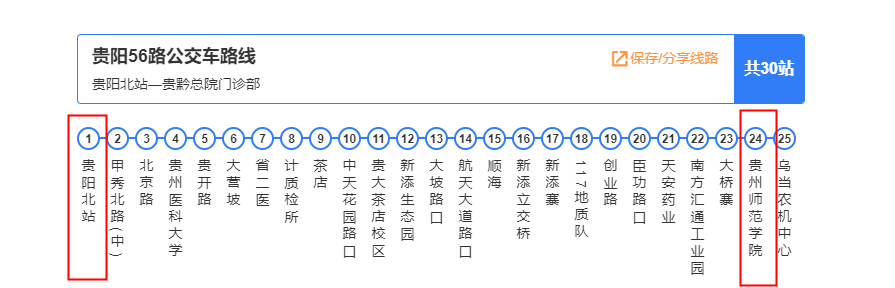 贵阳56路公交车路线
保存/分享线路
共30站
贵阳北站—贵黔总院门诊部
1 贵阳北站
2 甲秀北路(中)
3 北京路
4 贵州医科大学
5 贵开路
6 大营坡
7 省二医
8 计质检所
9 茶店
10 中天花园路口
11 贵大茶店校区
12 新添生态园
13 大坡路口
14 航天大道路口
15 顺海
16 新添立交桥
17 新添寨
18 117地质队
19 创业路
20 臣功路口
21 天安药业
22 南方汇通工业园
23 大桥寨
24 贵州师范学院
25 乌当农机中心